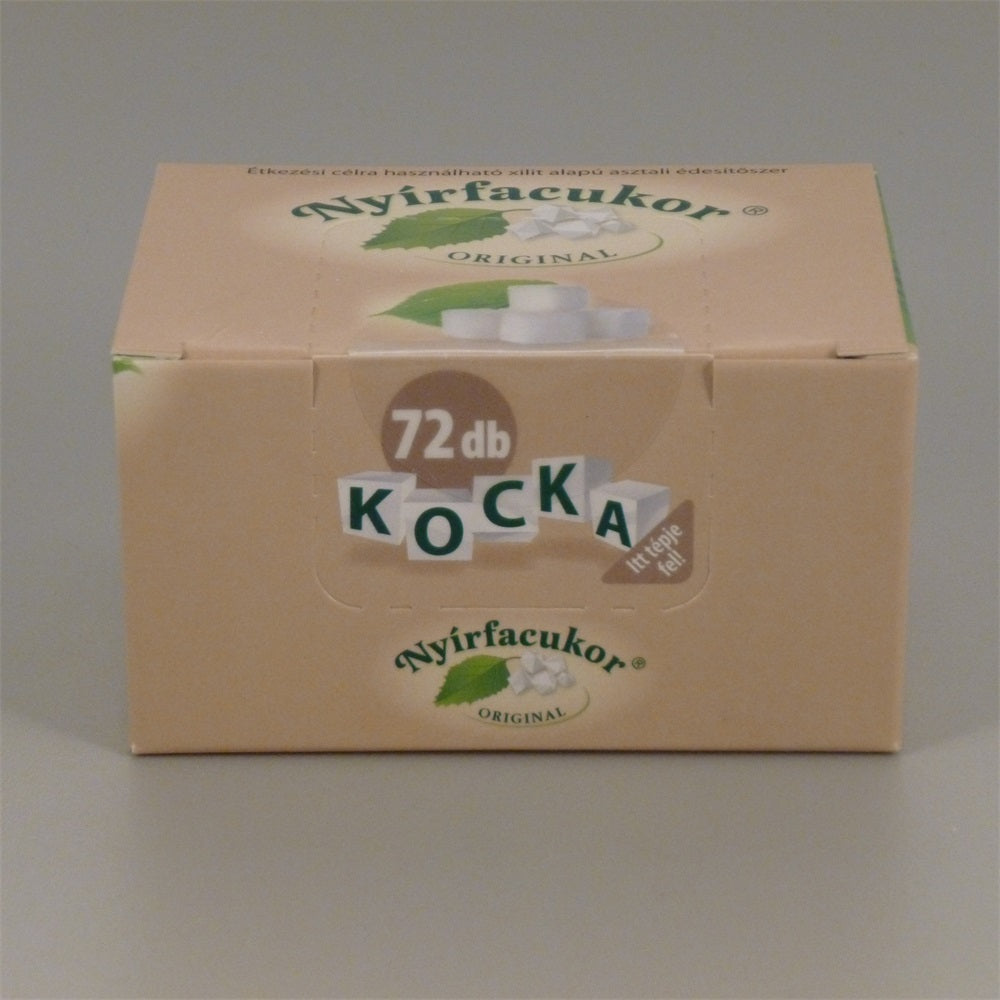 Étkezési célra használható xilit alapú asztali édesítőszer
Nyírfacukor®
ORIGINAL
72 db
KOCKA
Itt tépje
fel!
Nyírfacukor®
ORIGINAL